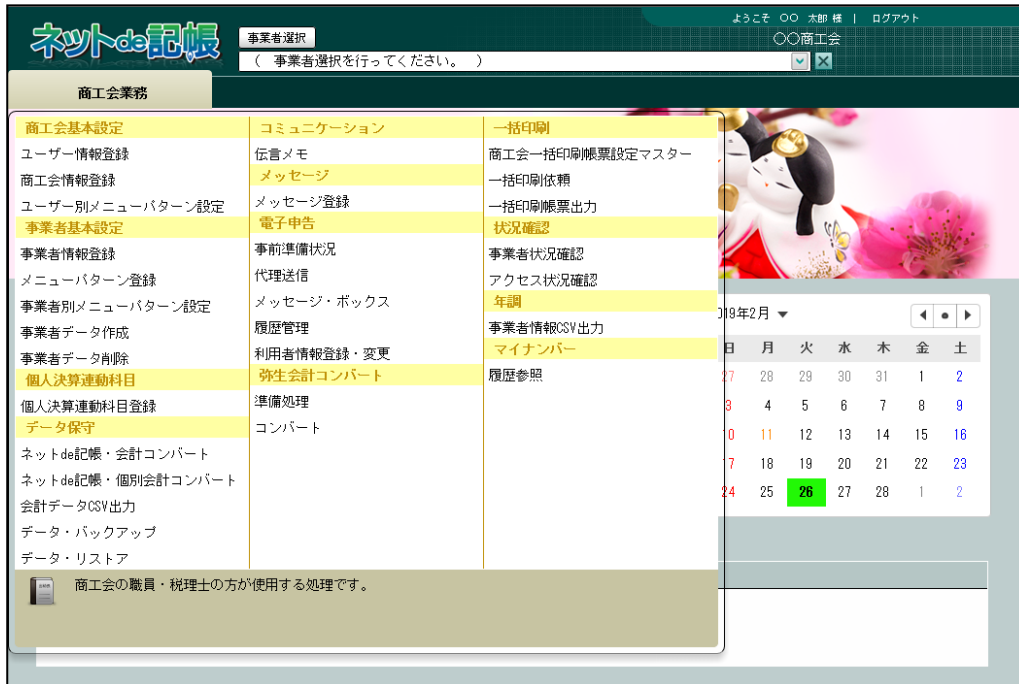 ようこそ 〇〇 太郎 様 | ログアウト
ネットde記帳
事業者選択
〇〇商工会
( 事業者選択を行ってください。 )
商工会業務
商工会基本設定
ユーザー情報登録
商工会情報登録
ユーザー別メニューパターン設定
事業者基本設定
事業者情報登録
メニューパターン登録
事業者別メニューパターン設定
事業者データ作成
事業者データ削除
個人決算連動科目
個人決算連動科目登録
データ保守
ネットde記帳・会計コンバート
ネットde記帳・個別会計コンバート
会計データCSV出力
データ・バックアップ
データ・リストア
コミュニケーション
伝言メモ
メッセージ
メッセージ登録
電子申告
事前準備状況
代理送信
メッセージ・ボックス
履歴管理
利用者情報登録・変更
弥生会計コンバート
準備処理
コンバート
一括印刷
商工会一括印刷帳票設定マスター
一括印刷依頼
一括印刷帳票出力
状況確認
事業者状況確認
アクセス状況確認
年調
事業者情報CSV出力
マイナンバー
履歴参照
商工会の職員・税理士の方が使用する処理です。
019年2月
日 月 火 水 木 金 土
27 28 29 30 31 1 2
3 4 5 6 7 8 9
0 11 12 13 14 15 16
7 18 19 20 21 22 23
24 25 26 27 28 1 2